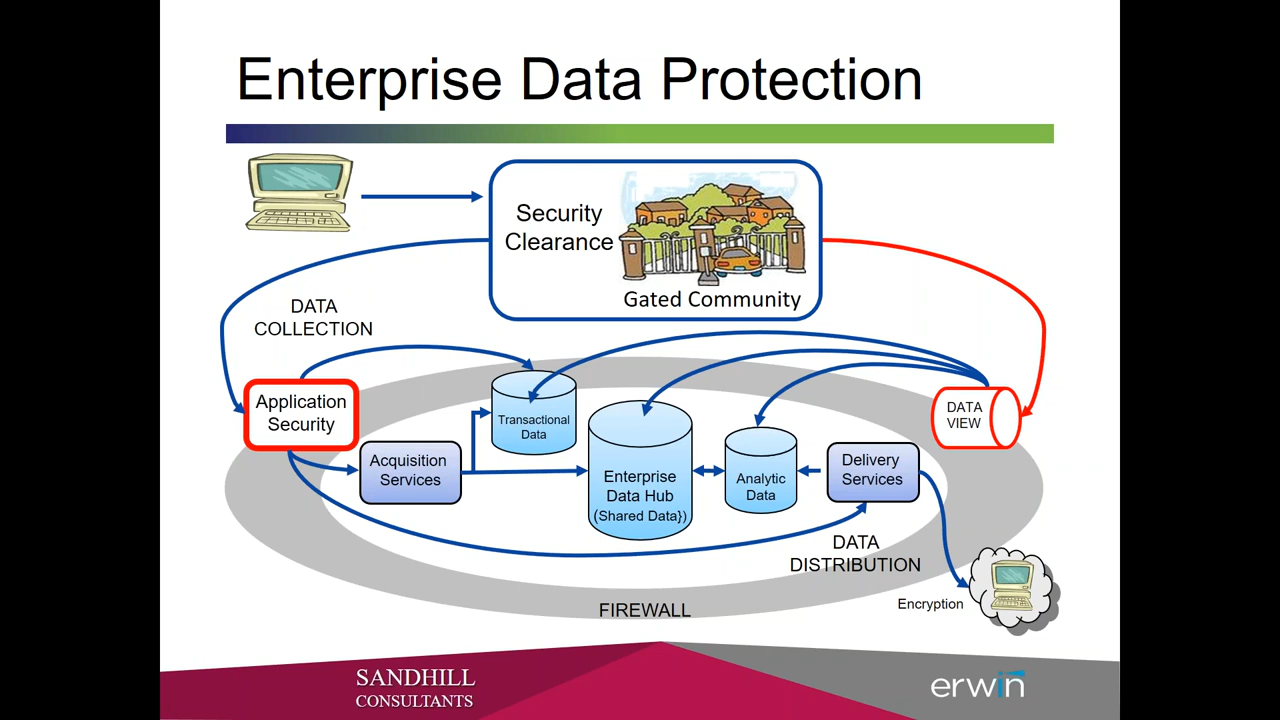 Enterprise Data Protection
Security
Clearance
Gated Community
DATA
COLLECTION
Application
Security
Transactional
Data
DATA
VIEW
Acquisition
Services
Enterprise
Data Hub
(Shared Data})
Analytic
Data
Delivery
Services
DATA
DISTRIBUTION
Encryption
FIREWALL
SANDHILL
CONSULTANTS
erwin